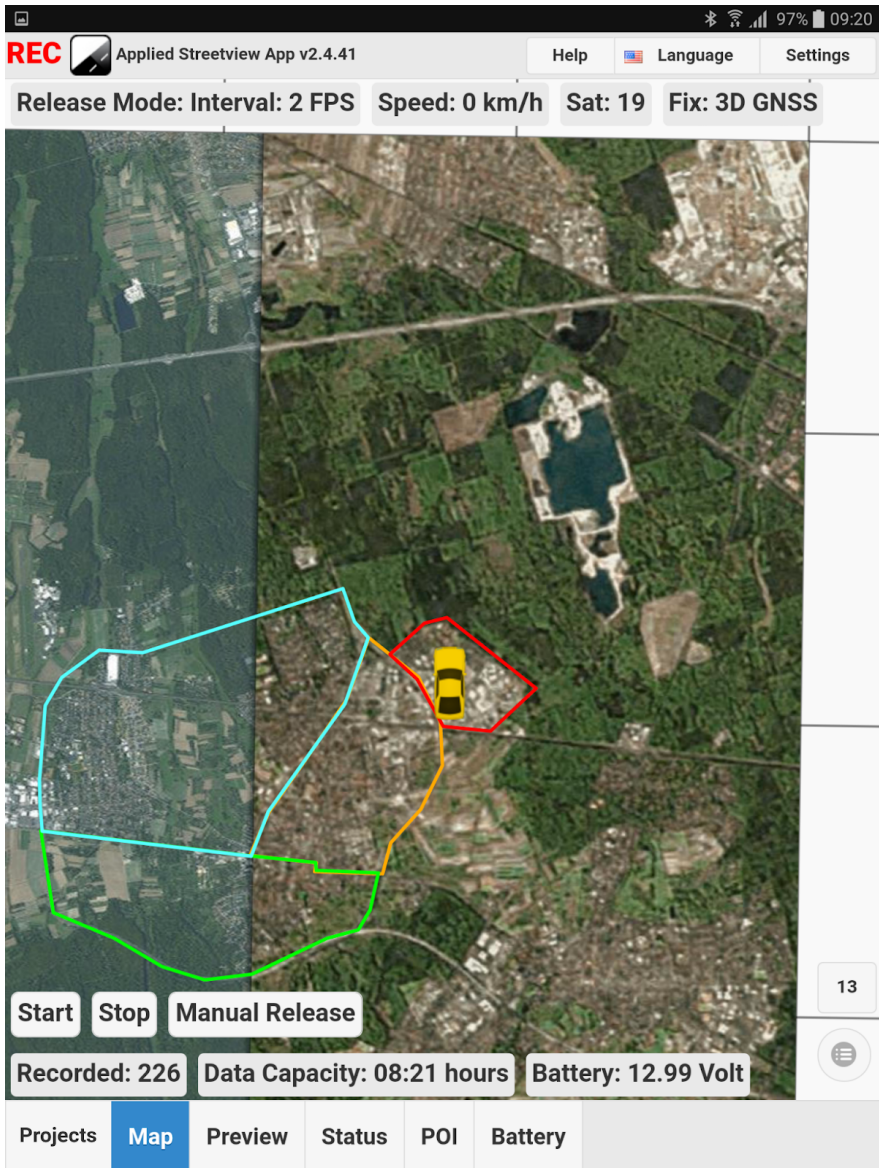 97% 09:20
REC Applied Streetview App v2.4.41 Help Language Settings
Release Mode: Interval: 2 FPS Speed: 0 km/h Sat: 19 Fix: 3D GNSS
13
Start Stop Manual Release
Recorded: 226 Data Capacity: 08:21 hours Battery: 12.99 Volt
Projects Map Preview Status POI Battery